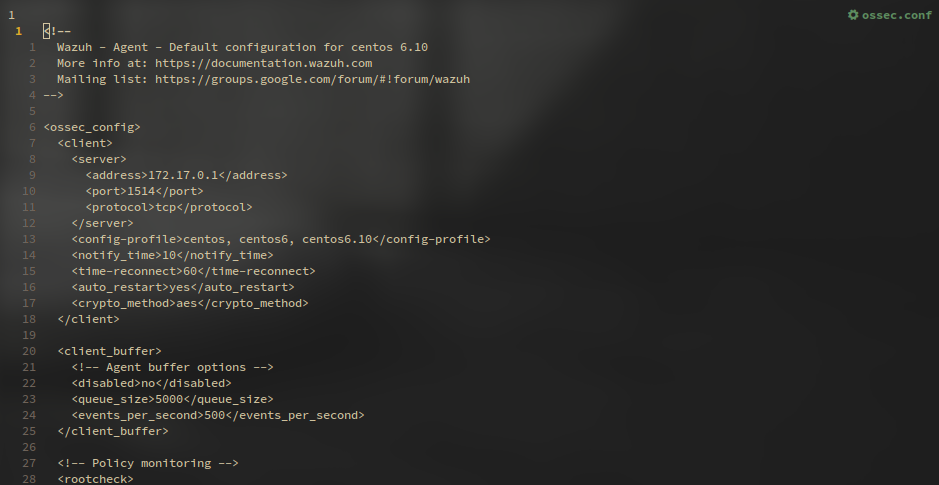 1
ossec.conf
1 <!--
1   Wazuh - Agent - Default configuration for centos 6.10
2   More info at: https://documentation.wazuh.com
3   Mailing list: https://groups.google.com/forum/#!forum/wazuh
4 -->
5
6 <ossec_config>
7   <client>
8     <server>
9       <address>172.17.0.1</address>
10       <port>1514</port>
11       <protocol>tcp</protocol>
12     </server>
13     <config-profile>centos, centos6, centos6.10</config-profile>
14     <notify_time>10</notify_time>
15     <time-reconnect>60</time-reconnect>
16     <auto_restart>yes</auto_restart>
17     <crypto_method>aes</crypto_method>
18   </client>
19
20   <client_buffer>
21     <!-- Agent buffer options -->
22     <disabled>no</disabled>
23     <queue_size>5000</queue_size>
24     <events_per_second>500</events_per_second>
25   </client_buffer>
26
27   <!-- Policy monitoring -->
28   <rootcheck>